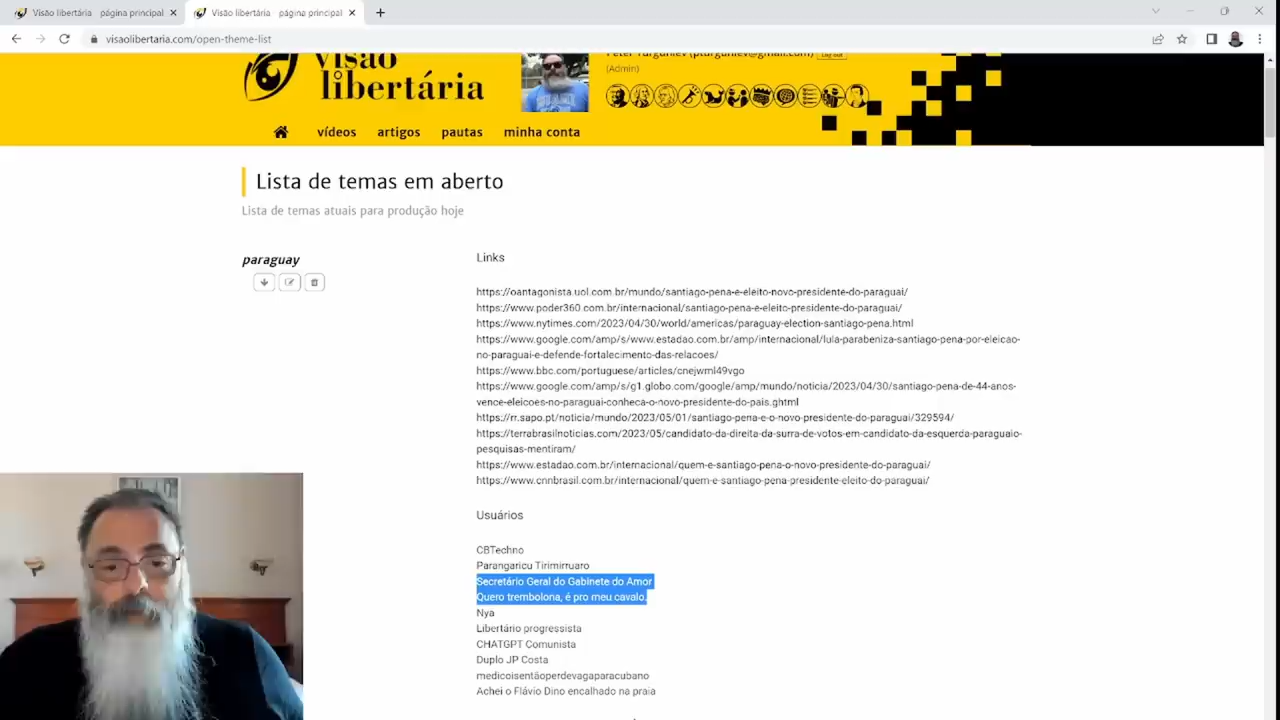 Visão libertária página principal
Visão libertária página principal
visaolibertaria.com/open-theme-list
visão
libertária
Peter Turguniev (pturguniev@gmail.com)
(Admin)
vídeos artigos pautas minha conta
Lista de temas em aberto
Lista de temas atuais para produção hoje
paraguay
Links
https://oantagonista.uol.com.br/mundo/santiago-pena-e-eleito-novo-presidente-do-paraguai/
https://www.poder360.com.br/internacional/santiago-pena-e-eleito-presidente-do-paraguai/
https://www.nytimes.com/2023/04/30/world/americas/paraguay-election-santiago-pena.html
https://www.google.com/amp/s/www.estadao.com.br/amp/internacional/lula-parabeniza-santiago-pena-por-eleicao-
no-paraguai-e-defende-fortalecimento-das-relacoes/
https://www.bbc.com/portuguese/articles/cnejwml49vgo
https://www.google.com/amp/s/g1.globo.com/google/amp/mundo/noticia/2023/04/30/santiago-pena-de-44-anos-
vence-eleicoes-no-paraguai-conheca-o-novo-presidente-do-pais.ghtml
https://rr.sapo.pt/noticia/mundo/2023/05/01/santiago-pena-e-o-novo-presidente-do-paraguai/329594/
https://terrabrasilnoticias.com/2023/05/candidato-da-direita-da-surra-de-votos-em-candidato-da-esquerda-paraguaio-
pesquisas-mentiram/
https://www.estadao.com.br/internacional/quem-e-santiago-pena-o-novo-presidente-do-paraguai/
https://www.cnnbrasil.com.br/internacional/quem-e-santiago-pena-presidente-eleito-do-paraguai/
Usuários
CBTechno
Parangaricu Tirimirruaro
Secretário Geral do Gabinete do Amor
Quero trembolona, é pro meu cavalo.
Nya
Libertário progressista
CHATGPT Comunista
Duplo JP Costa
medicoisentãoperdevagaparacubano
Achei o Flávio Dino encalhado na praia